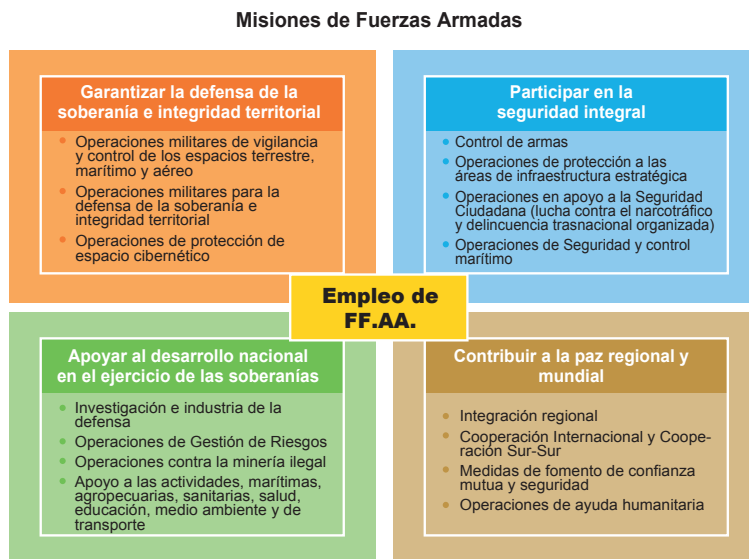 Misiones de Fuerzas Armadas
Garantizar la defensa de la
soberanía e integridad territorial
• Operaciones militares de vigilancia
y control de los espacios terrestre,
marítimo y aéreo
• Operaciones militares para la
defensa de la soberanía e
integridad territorial
• Operaciones de protección de
espacio cibernético
Participar en la
seguridad integral
• Control de armas
• Operaciones de protección a las
áreas de infraestructura estratégica
• Operaciones en apoyo a la Seguridad
Ciudadana (lucha contra el narcotráfico
y delincuencia trasnacional organizada)
• Operaciones de Seguridad y control
marítimo
Empleo de
FF.AA.
Apoyar al desarrollo nacional
en el ejercicio de las soberanías
• Investigación e industria de la
defensa
• Operaciones de Gestión de Riesgos
• Operaciones contra la minería ilegal
• Apoyo a las actividades, marítimas,
agropecuarias, sanitarias, salud,
educación, medio ambiente y de
transporte
Contribuir a la paz regional y
mundial
• Integración regional
• Cooperación Internacional y Coope-
ración Sur-Sur
• Medidas de fomento de confianza
mutua y seguridad
• Operaciones de ayuda humanitaria